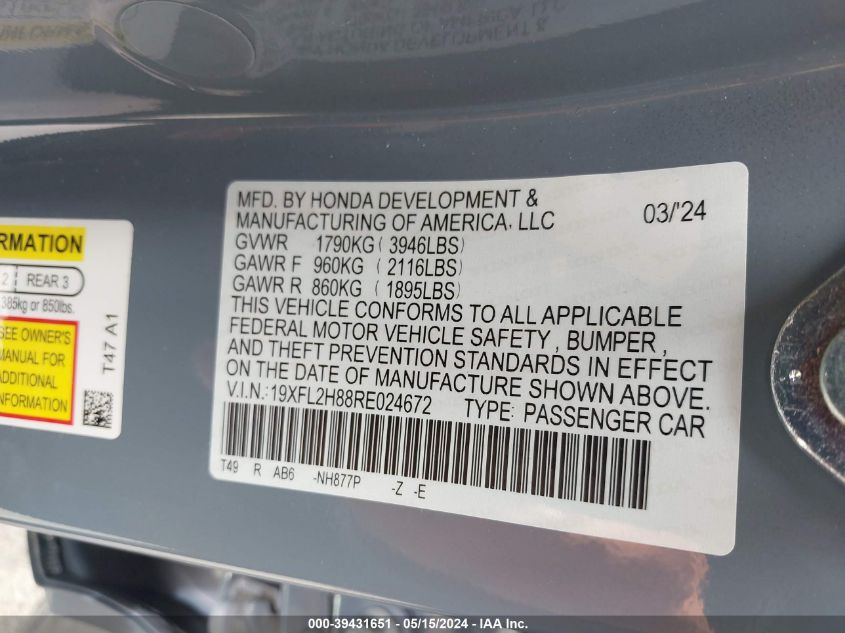 MFD. BY HONDA DEVELOPMENT &
MANUFACTURING OF AMERICA, LLC 03/'24
GVWR 1790KG ( 3946LBS)
GAWR F 960KG ( 2116LBS)
GAWR R 860KG ( 1895LBS)
THIS VEHICLE CONFORMS TO ALL APPLICABLE
FEDERAL MOTOR VEHICLE SAFETY , BUMPER ,
AND THEFT PREVENTION STANDARDS IN EFFECT
ON THE DATE OF MANUFACTURE SHOWN ABOVE.
V.I.N.:19XFL2H88RE024672 TYPE: PASSENGER CAR
T49 R AB6 -NH877P -Z -E
RMATION
2 REAR 3
385kg or 850lbs.
SEE OWNER'S
MANUAL FOR
ADDITIONAL
INFORMATION
T47 A1
000-39431651 - 05/15/2024 - IAA Inc.